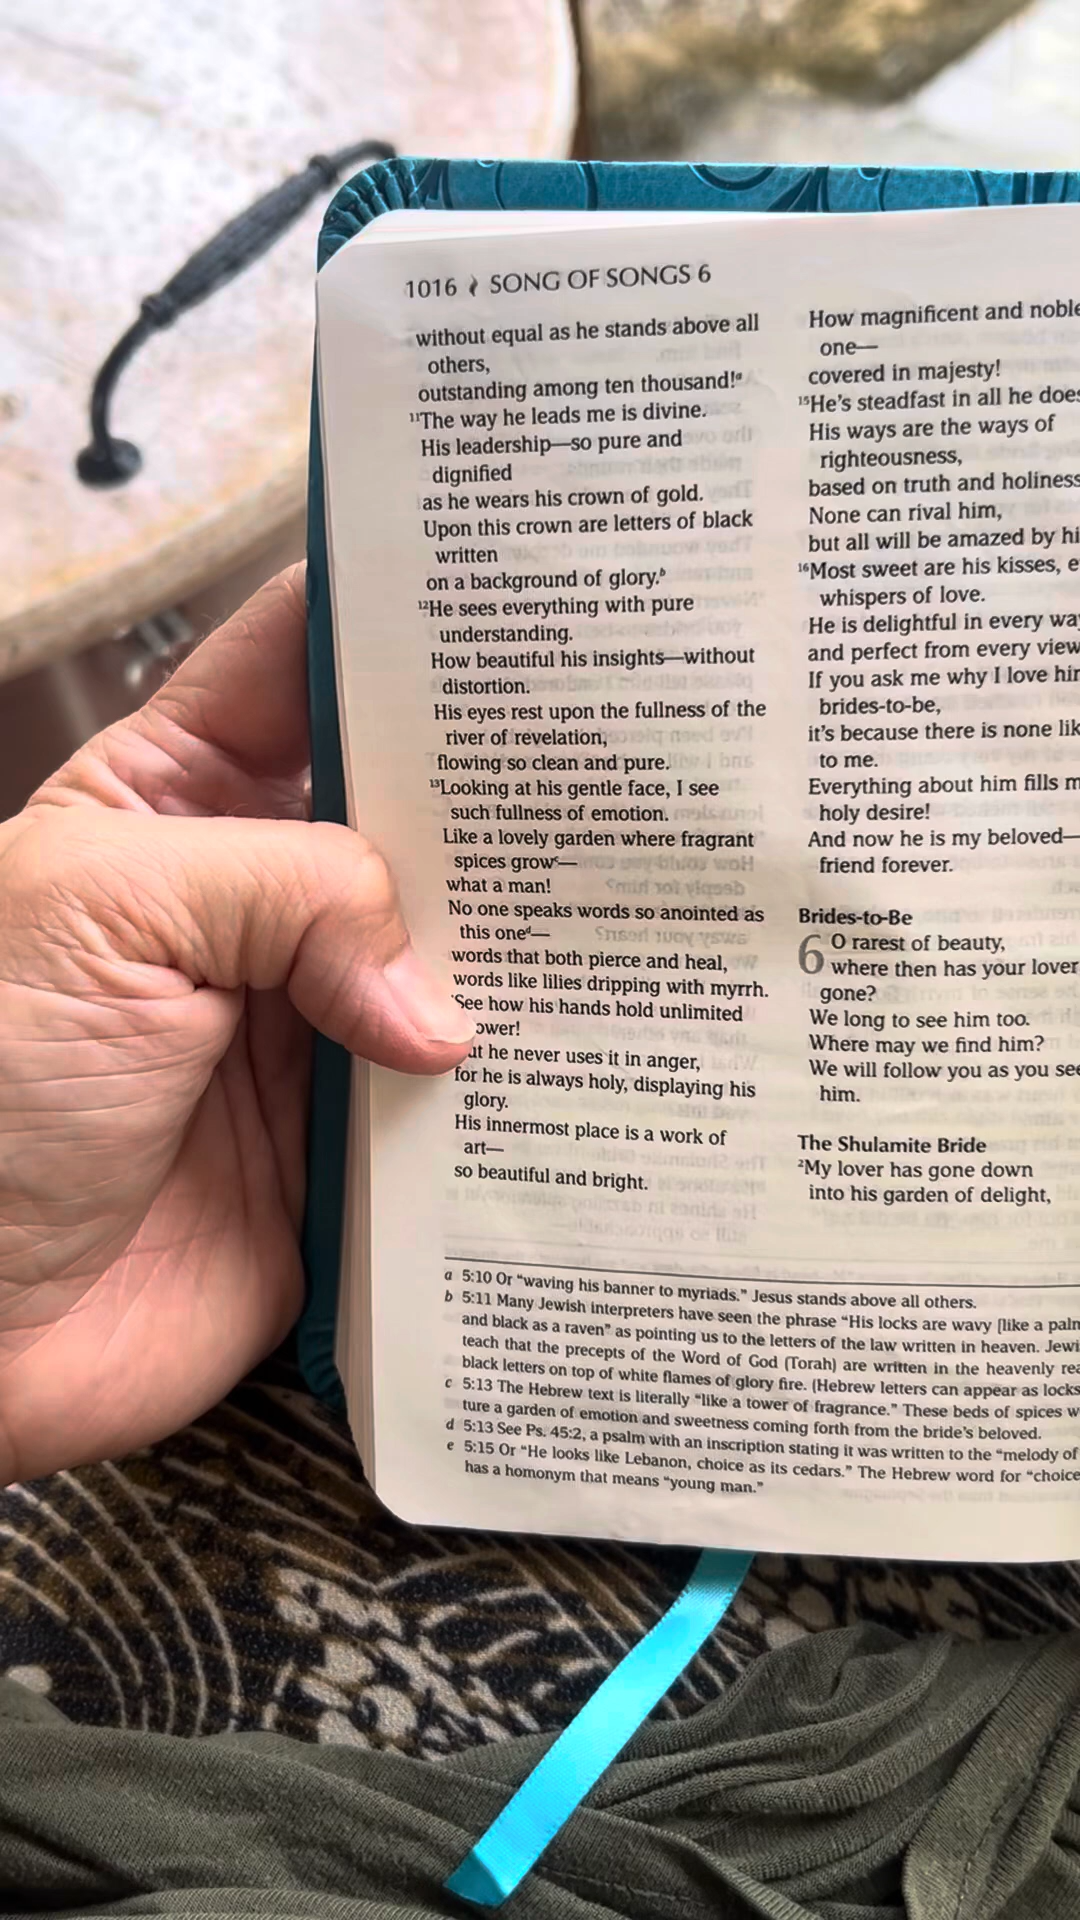 1016 SONG OF SONGS 6
without equal as he stands above all
others,
outstanding among ten thousand!ᵃ
¹¹The way he leads me is divine.
His leadership—so pure and
dignified
as he wears his crown of gold.
Upon this crown are letters of black
written
on a background of glory.ᵇ
¹²He sees everything with pure
understanding.
How beautiful his insights—without
distortion.
His eyes rest upon the fullness of the
river of revelation,
flowing so clean and pure.
¹³Looking at his gentle face, I see
such fullness of emotion.
Like a lovely garden where fragrant
spices growᶜ—
what a man!
No one speaks words so anointed as
this oneᵈ—
words that both pierce and heal,
words like lilies dripping with myrrh.
See how his hands hold unlimited
ower!
ut he never uses it in anger,
for he is always holy, displaying his
glory.
His innermost place is a work of
art—
so beautiful and bright.
How magnificent and noble
one—
covered in majesty!
¹⁵He's steadfast in all he does
His ways are the ways of
righteousness,
based on truth and holiness
None can rival him,
but all will be amazed by hi
¹⁶Most sweet are his kisses, e
whispers of love.
He is delightful in every way
and perfect from every view
If you ask me why I love him
brides-to-be,
it's because there is none lik
to me.
Everything about him fills m
holy desire!
And now he is my beloved—
friend forever.
Brides-to-Be
6 O rarest of beauty,
where then has your lover
gone?
We long to see him too.
Where may we find him?
We will follow you as you see
him.
The Shulamite Bride
²My lover has gone down
into his garden of delight,
a 5:10 Or “waving his banner to myriads.” Jesus stands above all others.
b 5:11 Many Jewish interpreters have seen the phrase “His locks are wavy [like a palm
and black as a raven” as pointing us to the letters of the law written in heaven. Jewi
teach that the precepts of the Word of God (Torah) are written in the heavenly rea
black letters on top of white flames of glory fire. (Hebrew letters can appear as locks
c 5:13 The Hebrew text is literally “like a tower of fragrance.” These beds of spices w
ture a garden of emotion and sweetness coming forth from the bride's beloved.
d 5:13 See Ps. 45:2, a psalm with an inscription stating it was written to the “melody of
e 5:15 Or “He looks like Lebanon, choice as its cedars.” The Hebrew word for “choice
has a homonym that means “young man.”